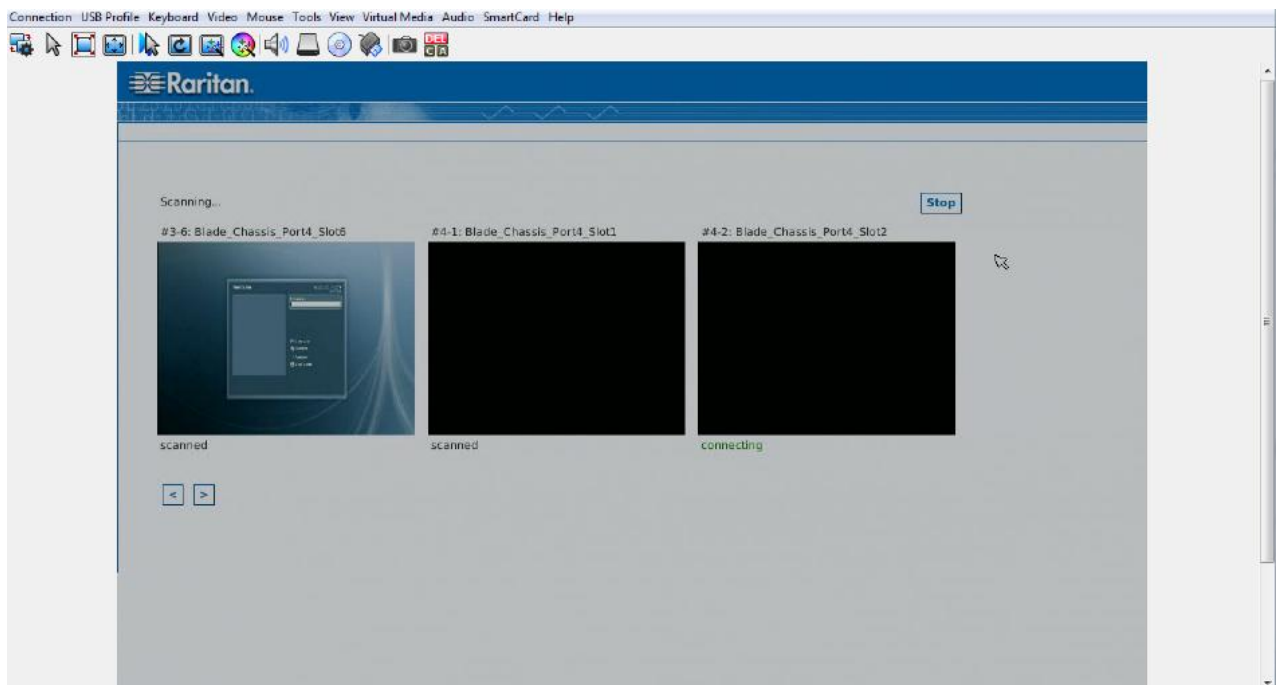 Connection USB Profile Keyboard Video Mouse Tools View Virtual Media Audio SmartCard Help
DEL
C A
Raritan.
Scanning...
Stop
#3-6: Blade_Chassis_Port4_Slot6
#4-1: Blade_Chassis_Port4_Slot1
#4-2: Blade_Chassis_Port4_Slot2
scanned
scanned
connecting
< >